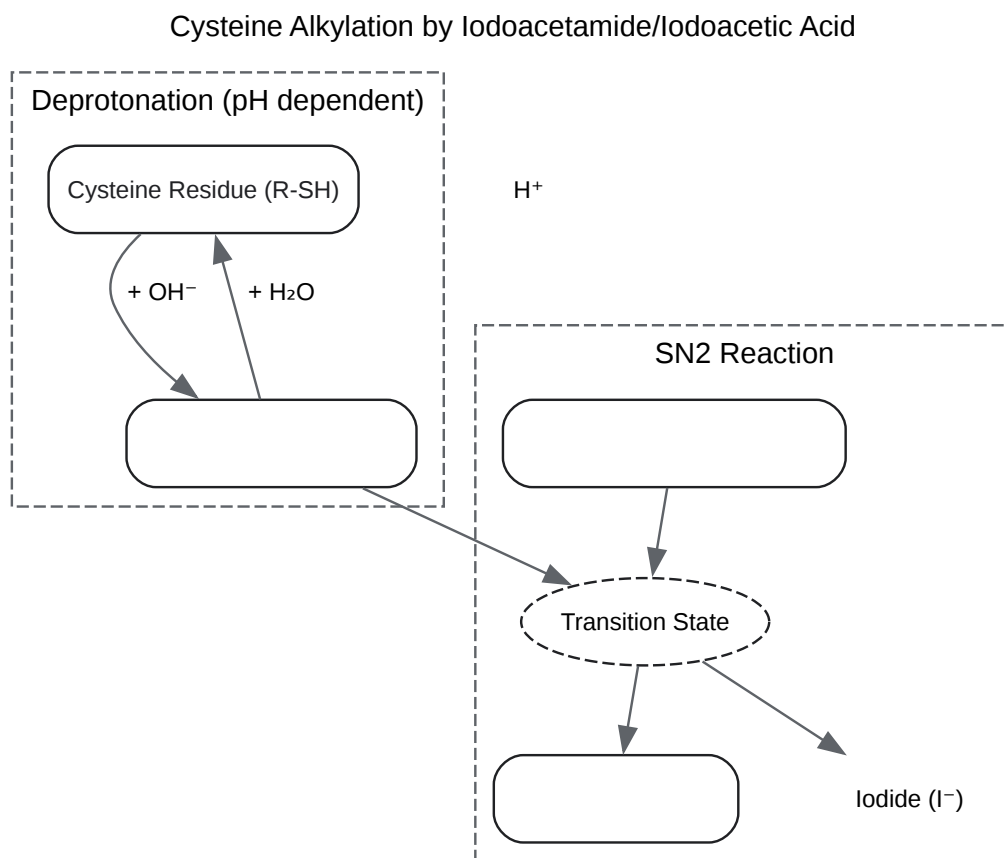 Cysteine Alkylation by Iodoacetamide/Iodoacetic Acid
Deprotonation (pH dependent)
Cysteine Residue (R-SH)
H⁺
+ OH⁻
+ H₂O
SN2 Reaction
Transition State
Iodide (I⁻)